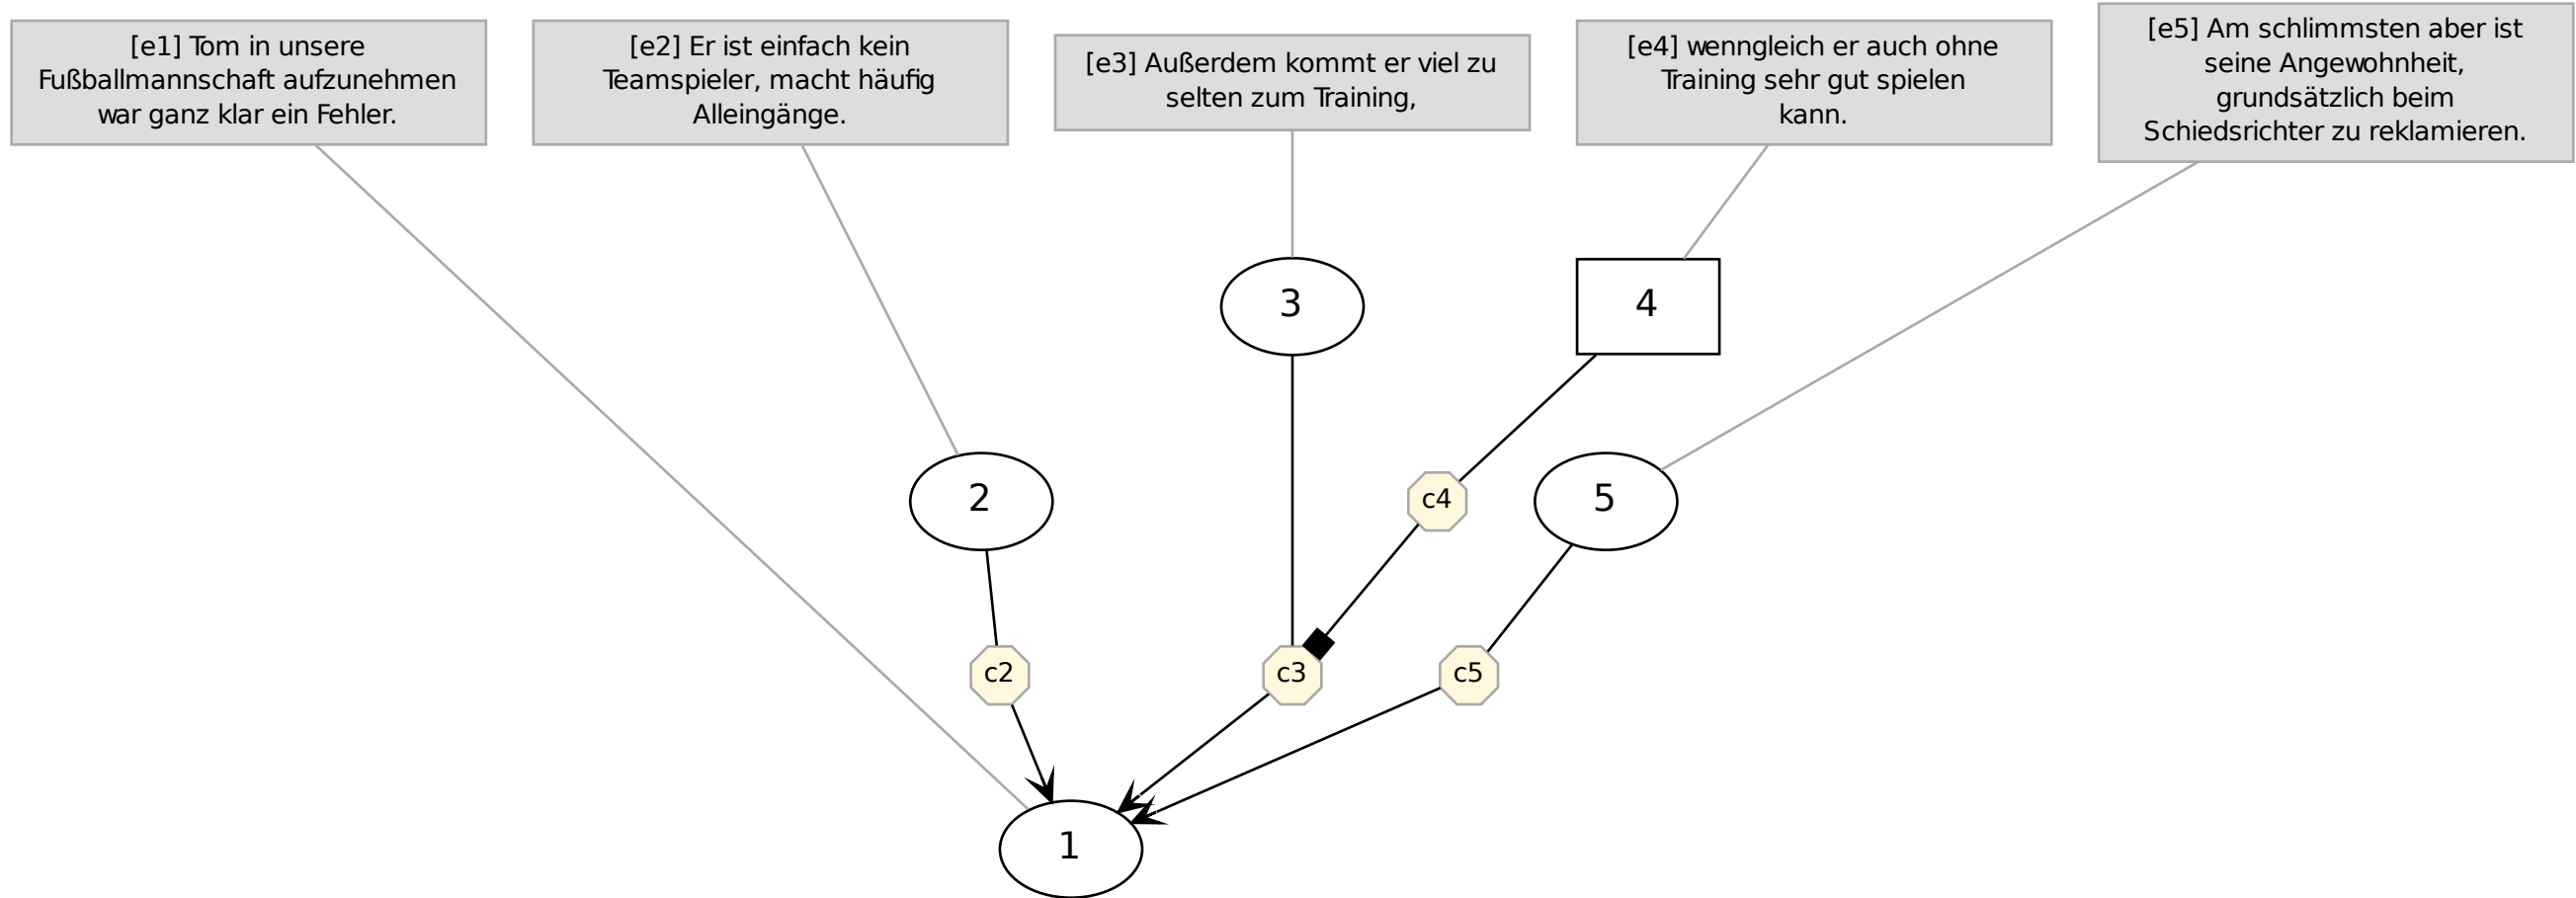 [e1] Tom in unsere
Fußballmannschaft aufzunehmen
war ganz klar ein Fehler.
[e2] Er ist einfach kein
Teamspieler, macht häufig
Alleingänge.
[e3] Außerdem kommt er viel zu
selten zum Training,
[e4] wenngleich er auch ohne
Training sehr gut spielen
kann.
[e5] Am schlimmsten aber ist
seine Angewohnheit,
grundsätzlich beim
Schiedsrichter zu reklamieren.
3
4
2
c4
5
c2
c3
c5
1